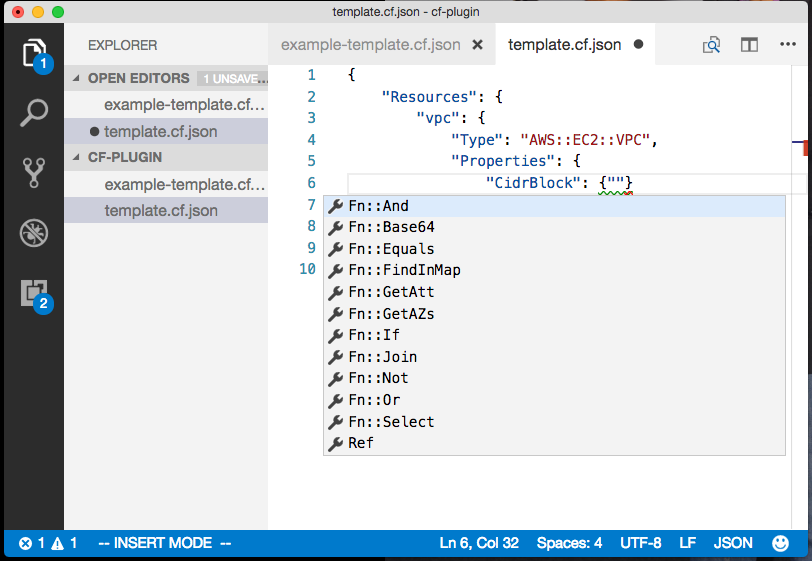 template.cf.json - cf-plugin
EXPLORER
example-template.cf.json
template.cf.json
OPEN EDITORS 1 UNSAVE...
example-template.cf...
template.cf.json
CF-PLUGIN
example-template.cf...
template.cf.json
1
2
1 {
2 "Resources": {
3 "vpc": {
4 "Type": "AWS::EC2::VPC",
5 "Properties": {
6 "CidrBlock": {""}
7
8
9
10
Fn::And
Fn::Base64
Fn::Equals
Fn::FindInMap
Fn::GetAtt
Fn::GetAZs
Fn::If
Fn::Join
Fn::Not
Fn::Or
Fn::Select
Ref
1 1 -- INSERT MODE -- Ln 6, Col 32 Spaces: 4 UTF-8 LF JSON